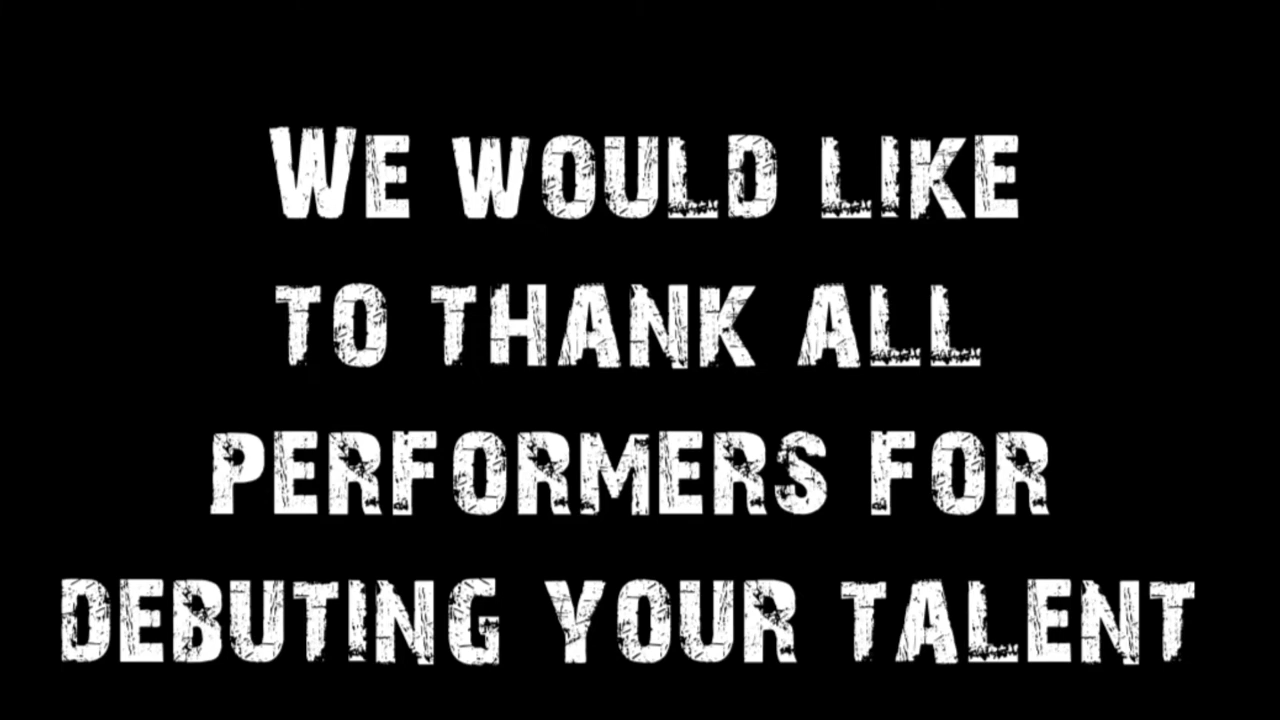 We would like
to thank all
performers for
debuting your talent